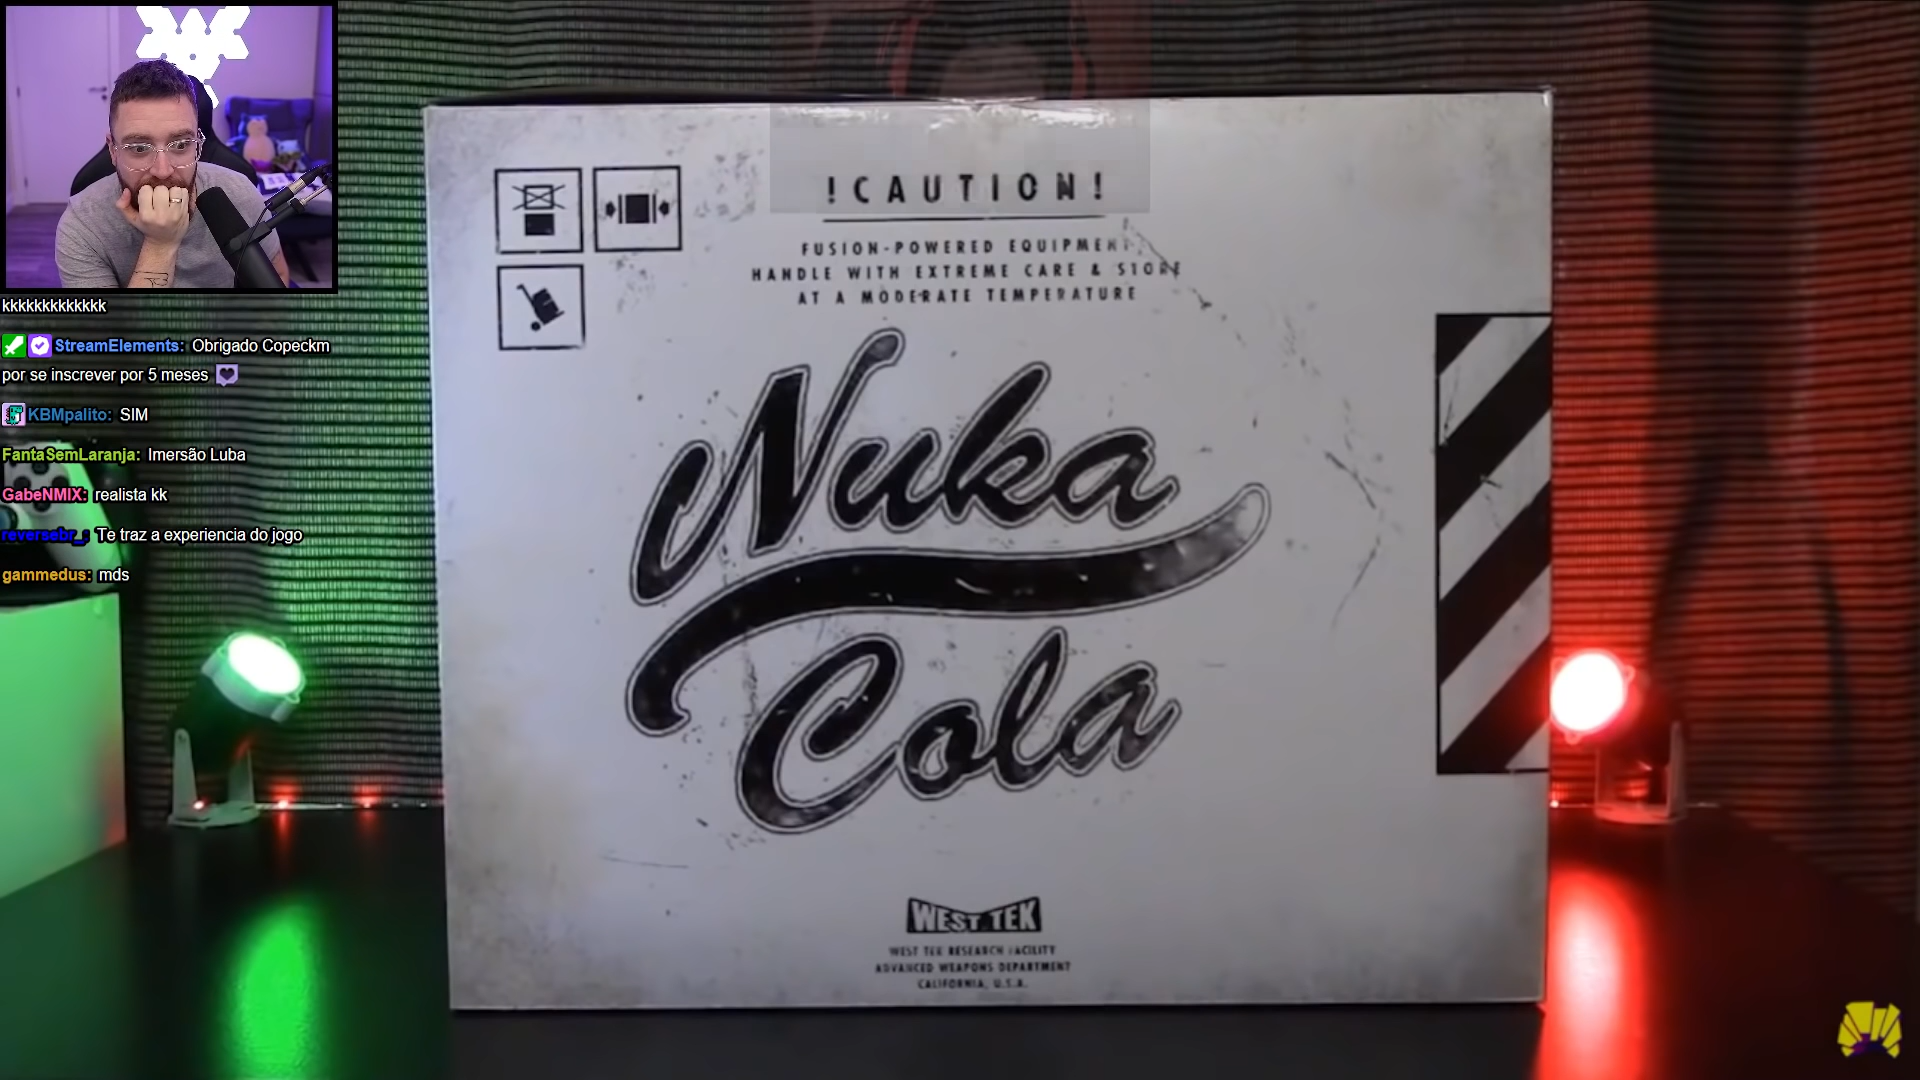 kkkkkkkkkkkkk
StreamElements: Obrigado Copeckm
por se inscrever por 5 meses
KBMpalito: SIM
FantaSemLaranja: Imersão Luba
GabeNMIX: realista kk
reversebr_: Te traz a experiencia do jogo
gammedus: mds
!CAUTION!
FUSION-POWERED EQUIPMENT
HANDLE WITH EXTREME CARE & STORE
AT A MODERATE TEMPERATURE
Nuka
Cola
WEST TEK
WEST TEK RESEARCH FACILITY
ADVANCED WEAPONS DEPARTMENT
CALIFORNIA, U.S.A.